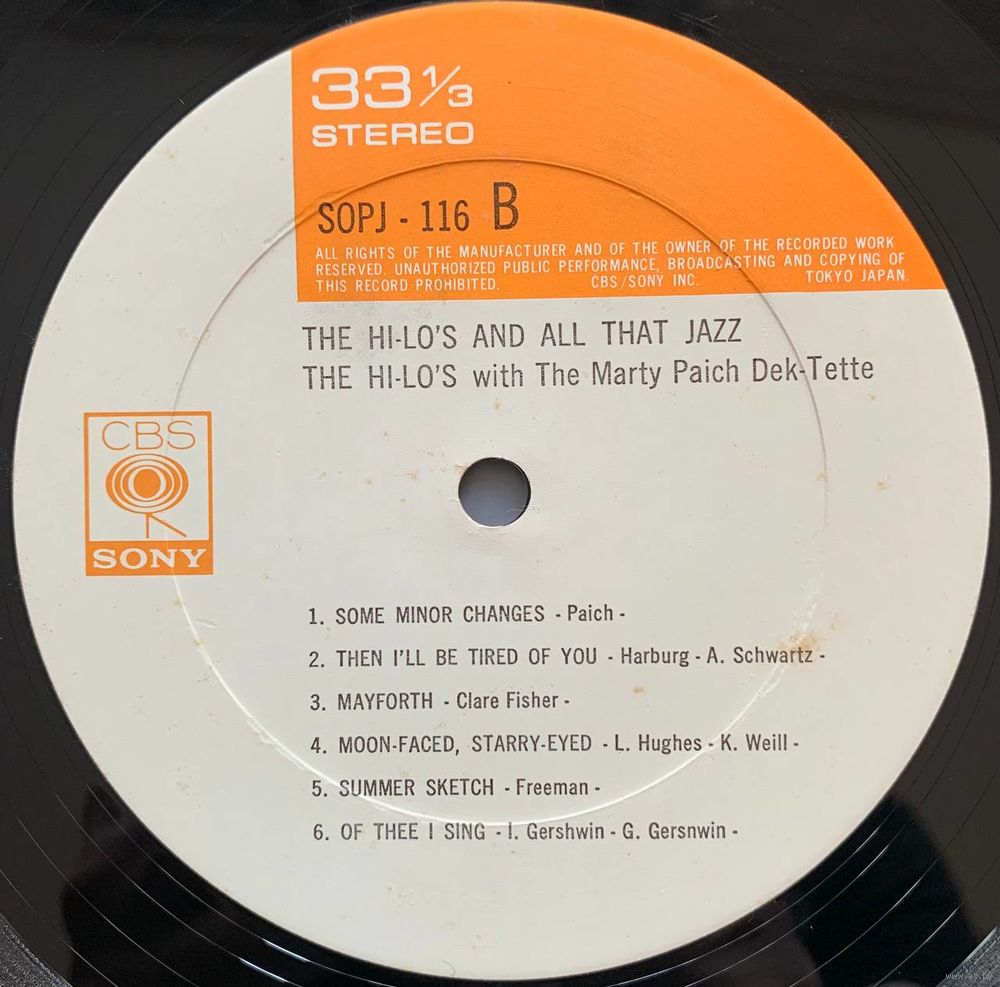 33 1/3
STEREO
SOPJ - 116 B
ALL RIGHTS OF THE MANUFACTURER AND OF THE OWNER OF THE RECORDED WORK
RESERVED. UNAUTHORIZED PUBLIC PERFORMANCE, BROADCASTING AND COPYING OF
THIS RECORD PROHIBITED. CBS/SONY INC. TOKYO JAPAN.
THE HI-LO'S AND ALL THAT JAZZ
THE HI-LO'S with The Marty Paich Dek-Tette
CBS
SONY
1. SOME MINOR CHANGES - Paich -
2. THEN I'LL BE TIRED OF YOU - Harburg - A. Schwartz -
3. MAYFORTH - Clare Fisher -
4. MOON-FACED, STARRY-EYED - L. Hughes - K. Weill -
5. SUMMER SKETCH - Freeman -
6. OF THEE I SING - I. Gershwin - G. Gersnwin -